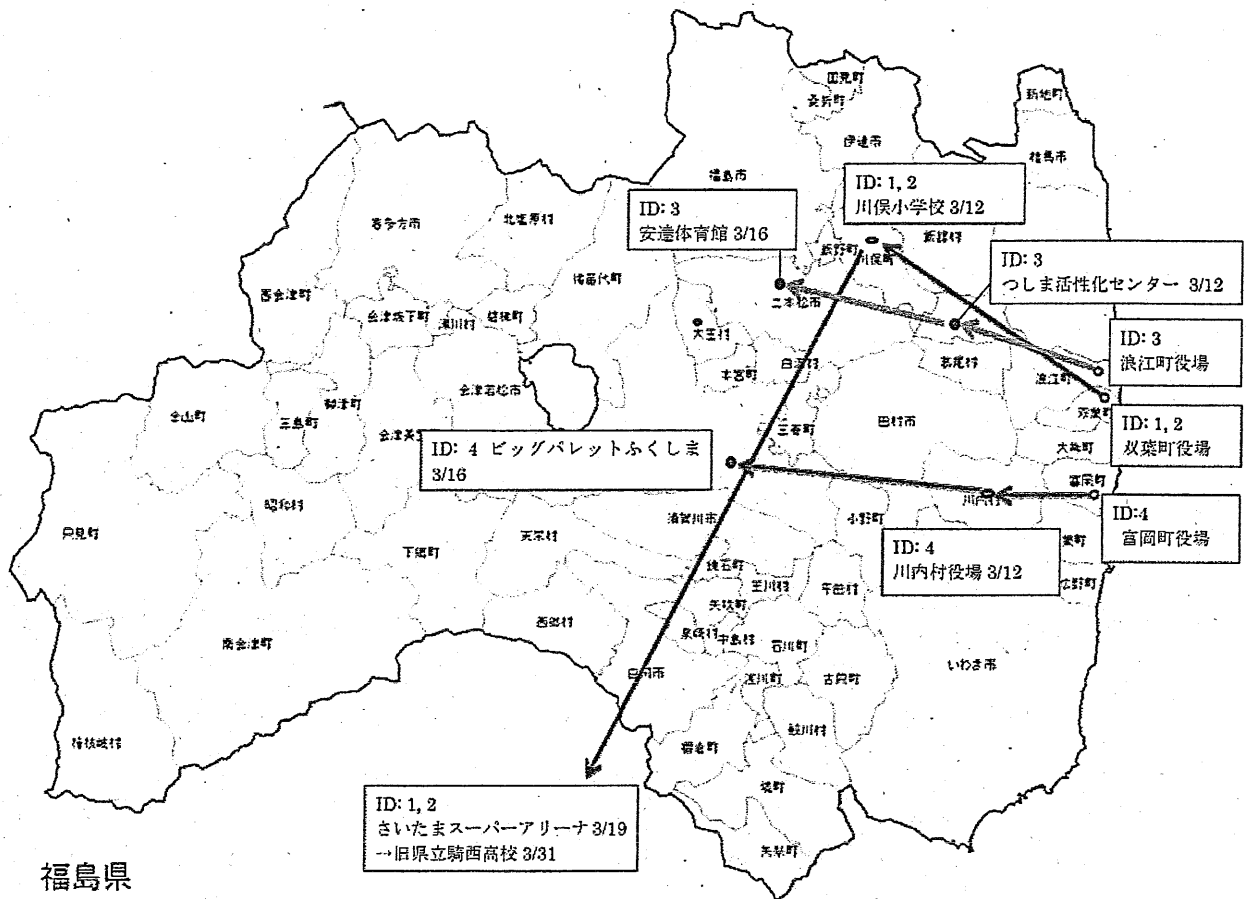 国見町
桑折町
新地町
伊達市
相馬市
福島市
ID: 1, 2
川俣小学校 3/12
ID: 3
安達体育館 3/16
喜多方市
北塩原村
飯舘村
飯野町
川俣町
ID: 3
つしま活性化センター 3/12
猪苗代町
西会津町
二本松市
会津坂下町
湯川村
磐梯町
大玉村
ID: 3
浪江町役場
本宮町
白沢村
葛尾村
浪江町
会津若松市
双葉町
金山町
三島町
柳津町
田村市
三春町
ID: 1, 2
双葉町役場
ID: 4 ビッグパレットふくしま
3/16
大熊町
富岡町
昭和村
川内村
ID:4
富岡町役場
只見町
須賀川市
小野町
下郷町
天栄村
ID: 4
川内村役場 3/12
鏡石町
玉川村
平田村
広野町
矢吹町
西郷村
泉崎村
中島村
石川町
南会津町
いわき市
白河市
浅川町
古殿町
鮫川村
棚倉町
檜枝岐村
塙町
ID: 1, 2
さいたまスーパーアリーナ 3/19
→旧県立騎西高校 3/31
矢祭町
福島県